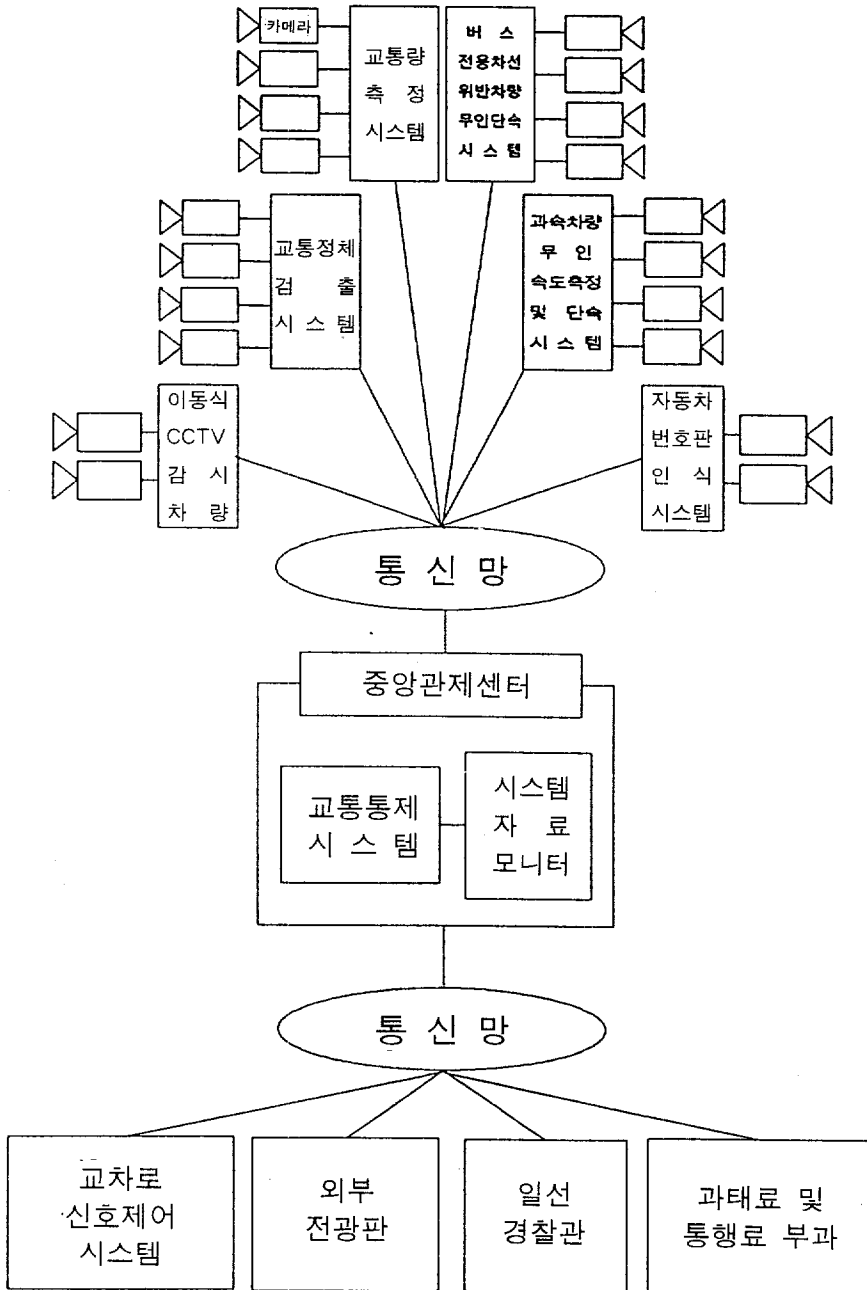 카메라
교통량
측 정
시스템
버 스
전용차선
위반차량
무인단속
시 스 템
교통정체
검 출
시 스 템
과속차량
무 인
속도측정
및 단속
시 스 템
이동식
CCTV
감 시
차 량
자동차
번호판
인 식
시스템
통 신 망
중앙관제센터
교통통제
시 스 템
시스템
자 료
모니터
통 신 망
교차로
신호제어
시스템
외부
전광판
일선
경찰관
과태료 및
통행료 부과